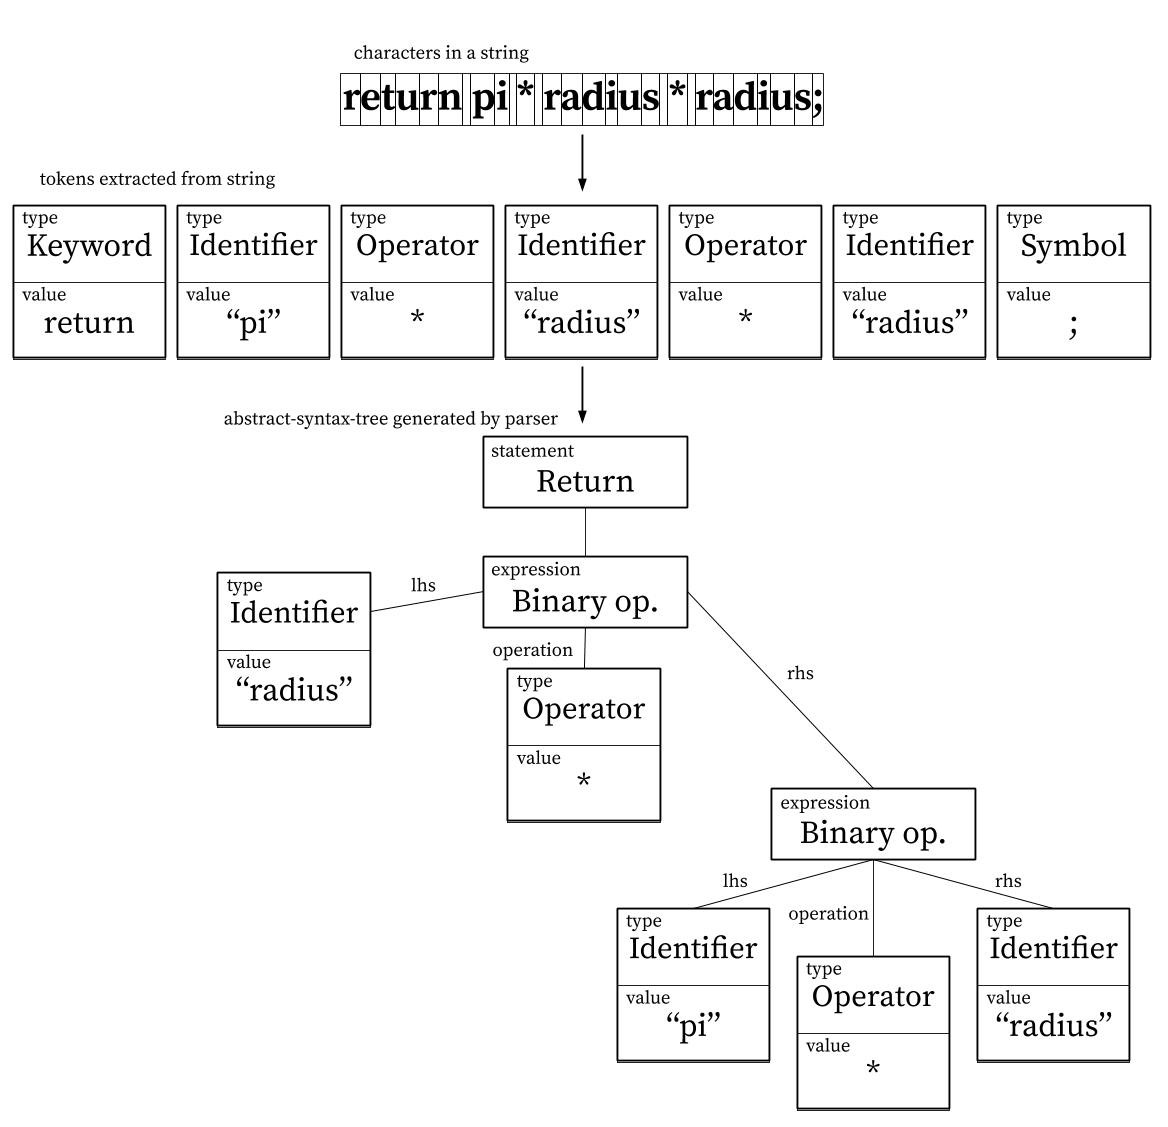 characters in a string
return pi * radius * radius;
tokens extracted from string
type type type type type type type
Keyword Identifier Operator Identifier Operator Identifier Symbol
value value value value value value value
return “pi” * “radius” * “radius” ;
abstract-syntax-tree generated by parser
statement
Return
expression
Binary op.
lhs
type
Identifier
value
“radius”
operation
type
Operator
value
*
rhs
expression
Binary op.
lhs
type
Identifier
value
“pi”
operation
type
Operator
value
*
rhs
type
Identifier
value
“radius”